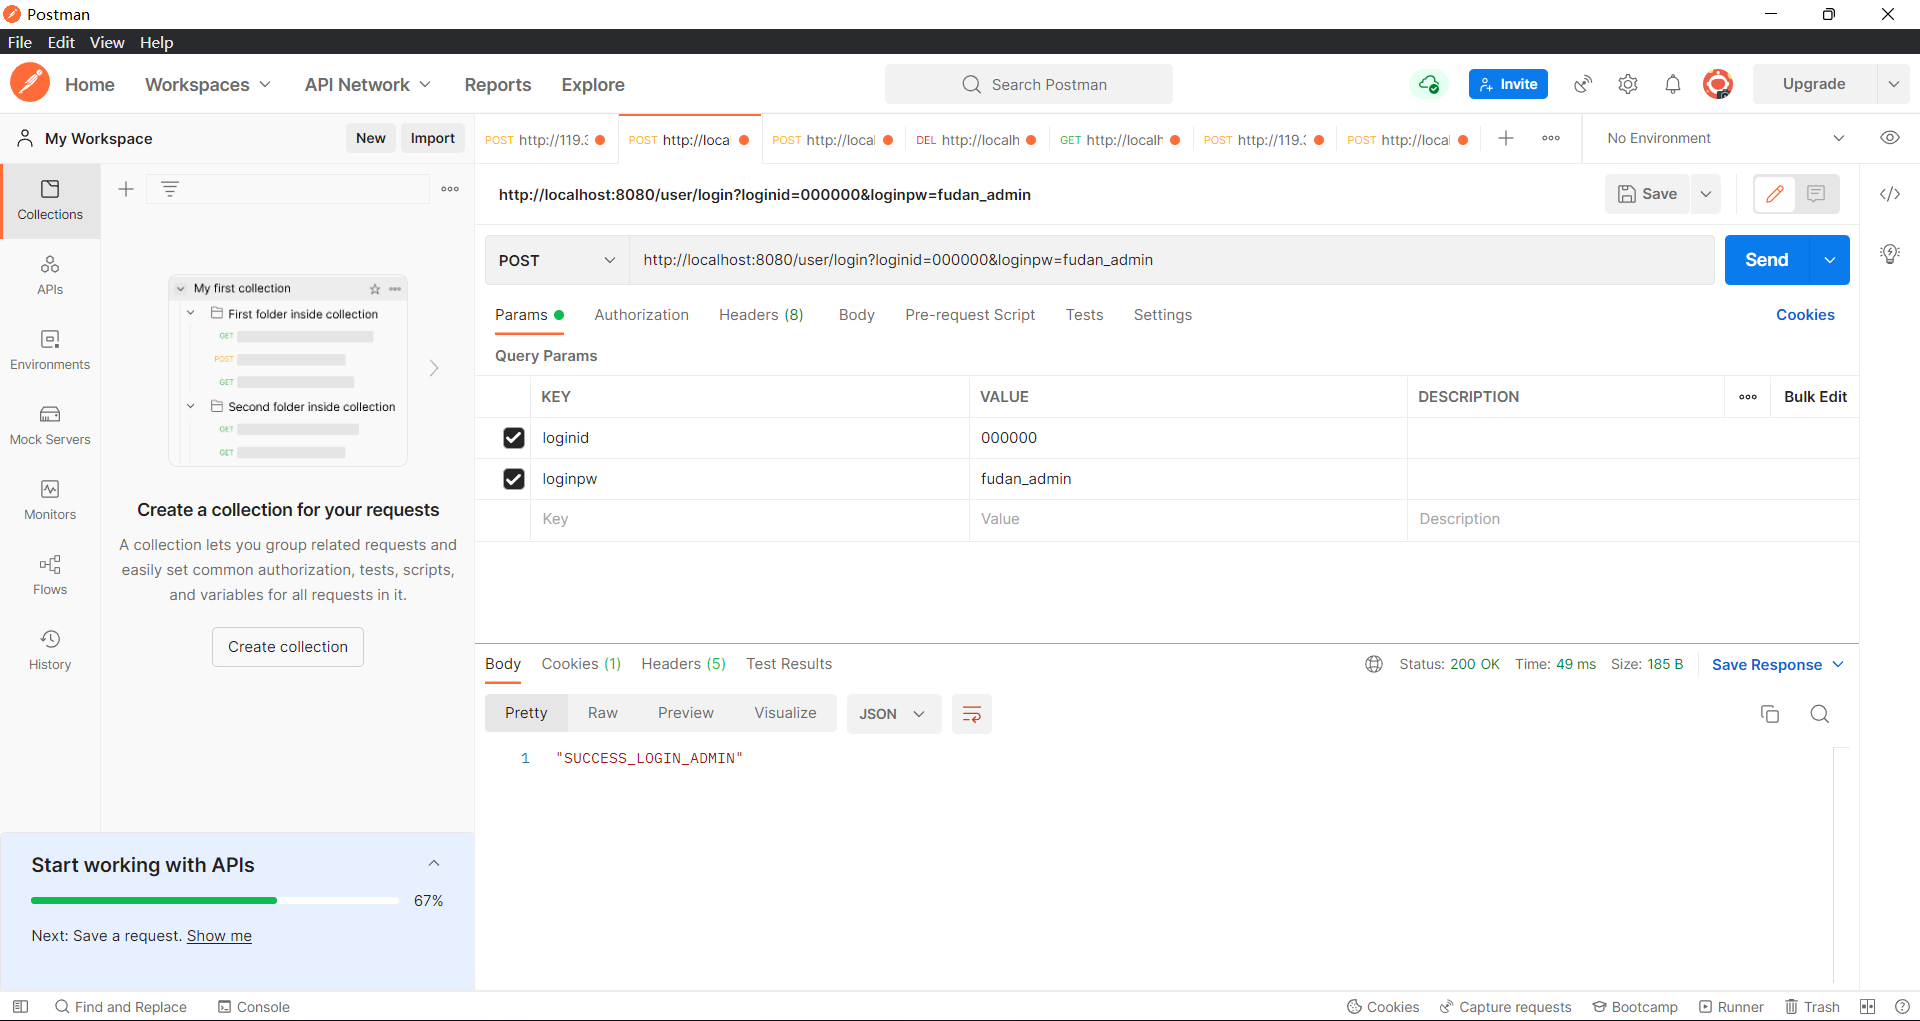 Postman
File Edit View Help
Home Workspaces API Network Reports Explore Search Postman Invite Upgrade
My Workspace New Import
POST http://119.: POST http://loca POST http://local DEL http://localh GET http://localh POST http://119.: POST http://local No Environment
Collections
APIs
Environments
Mock Servers
Monitors
Flows
History
My first collection
First folder inside collection
GET
POST
GET
Second folder inside collection
GET
GET
Create a collection for your requests
A collection lets you group related requests and
easily set common authorization, tests, scripts,
and variables for all requests in it.
Create collection
Start working with APIs
67%
Next: Save a request. Show me
http://localhost:8080/user/login?loginid=000000&loginpw=fudan_admin Save
POST http://localhost:8080/user/login?loginid=000000&loginpw=fudan_admin Send
Params Authorization Headers (8) Body Pre-request Script Tests Settings Cookies
Query Params
KEY VALUE DESCRIPTION Bulk Edit
loginid 000000
loginpw fudan_admin
Key Value Description
Body Cookies (1) Headers (5) Test Results Status: 200 OK Time: 49 ms Size: 185 B Save Response
Pretty Raw Preview Visualize JSON
1 "SUCCESS_LOGIN_ADMIN"
Find and Replace Console Cookies Capture requests Bootcamp Runner Trash